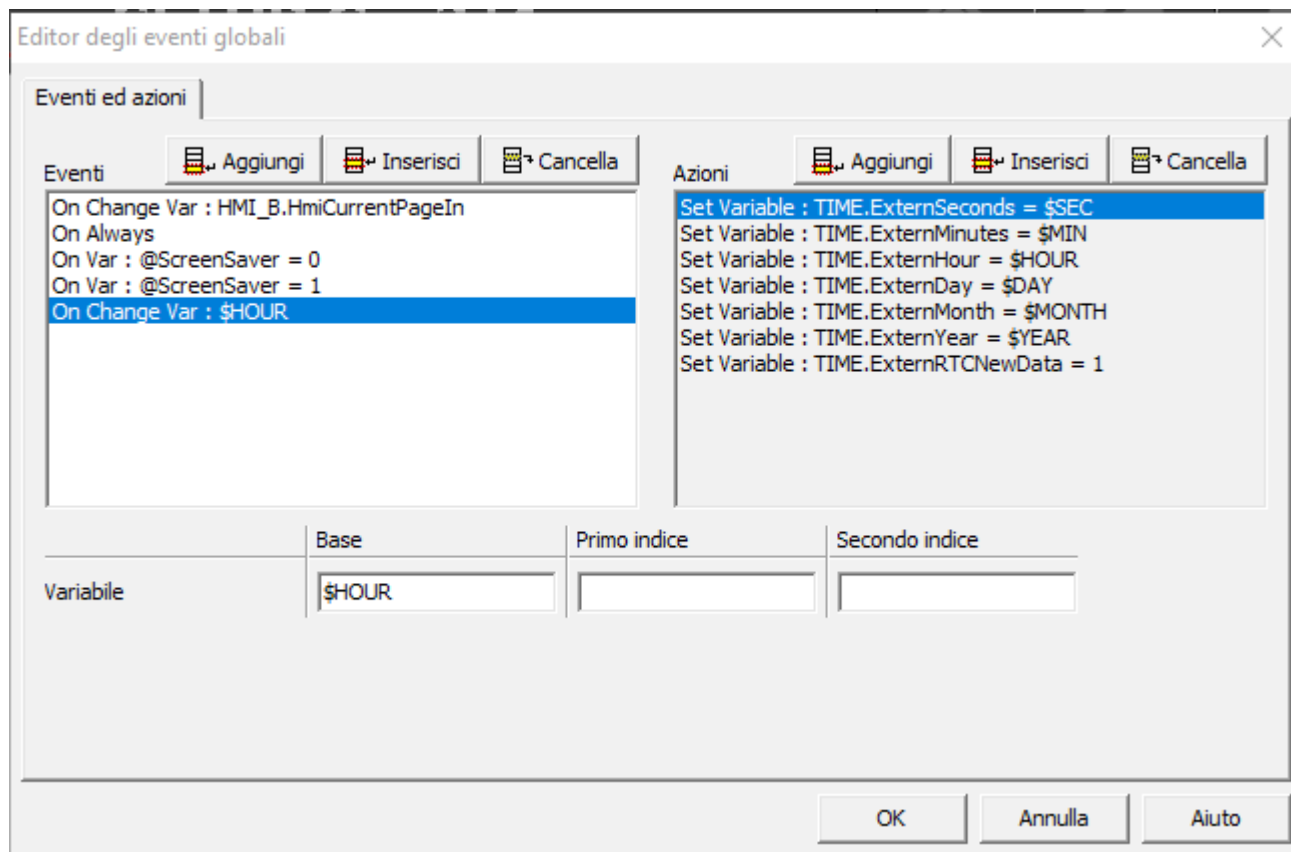 Editor degli eventi globali
Eventi ed azioni
Eventi
Aggiungi
Inserisci
Cancella
On Change Var : HMI_B.HmiCurrentPageIn
On Always
On Var : @ScreenSaver = 0
On Var : @ScreenSaver = 1
On Change Var : $HOUR
Azioni
Aggiungi
Inserisci
Cancella
Set Variable : TIME.ExternSeconds = $SEC
Set Variable : TIME.ExternMinutes = $MIN
Set Variable : TIME.ExternHour = $HOUR
Set Variable : TIME.ExternDay = $DAY
Set Variable : TIME.ExternMonth = $MONTH
Set Variable : TIME.ExternYear = $YEAR
Set Variable : TIME.ExternRTCNewData = 1
Base Primo indice Secondo indice
Variabile $HOUR
OK Annulla Aiuto